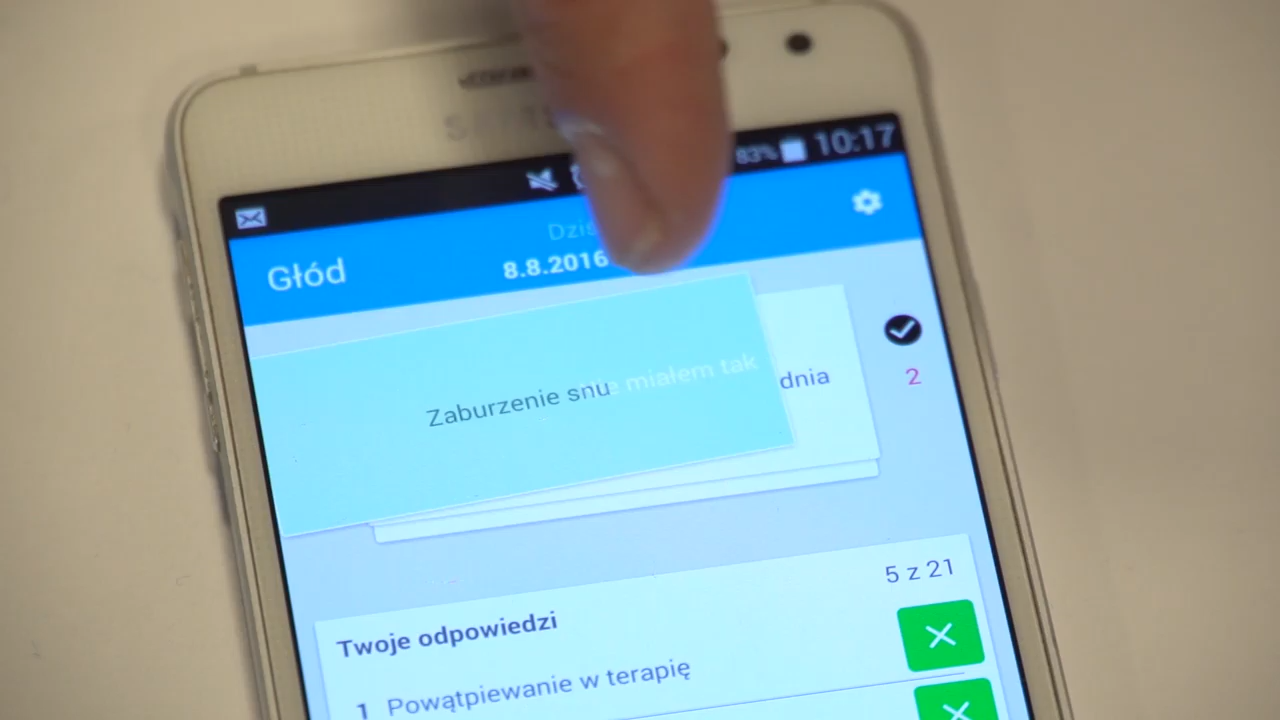 83% 10:17
Głód
8.8.2016
Zaburzenie snu
miałem tak
dnia
2
5 z 21
Twoje odpowiedzi
1 Powątpiewanie w terapię